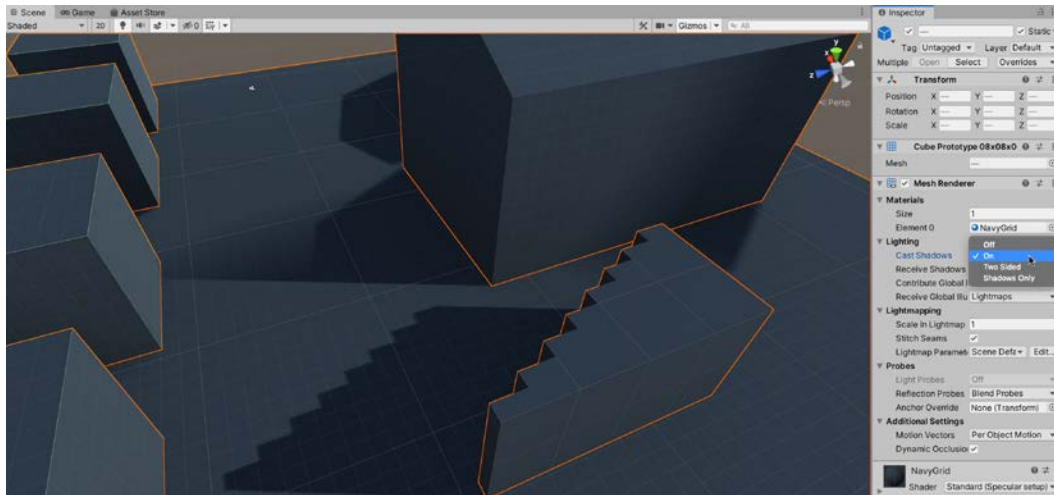 Scene Game Asset Store
Shaded 2D 0 Gizmos All
y
x
z
Persp
Inspector
— Static
Tag Untagged Layer Default
Multiple Open Select Overrides
Transform
Position X — Y — Z —
Rotation X — Y — Z —
Scale X — Y — Z —
Cube Prototype 08x08x0
Mesh —
Mesh Renderer
Materials
Size 1
Element 0 NavyGrid
Lighting
Off
Cast Shadows On
Receive Shadows Two Sided
Contribute Global I Shadows Only
Receive Global Illu Lightmaps
Lightmapping
Scale In Lightmap 1
Stitch Seams
Lightmap Paramet Scene Defa Edit...
Probes
Light Probes Off
Reflection Probes Blend Probes
Anchor Override None (Transform)
Additional Settings
Motion Vectors Per Object Motion
Dynamic Occlusio
NavyGrid
Shader Standard (Specular setup)